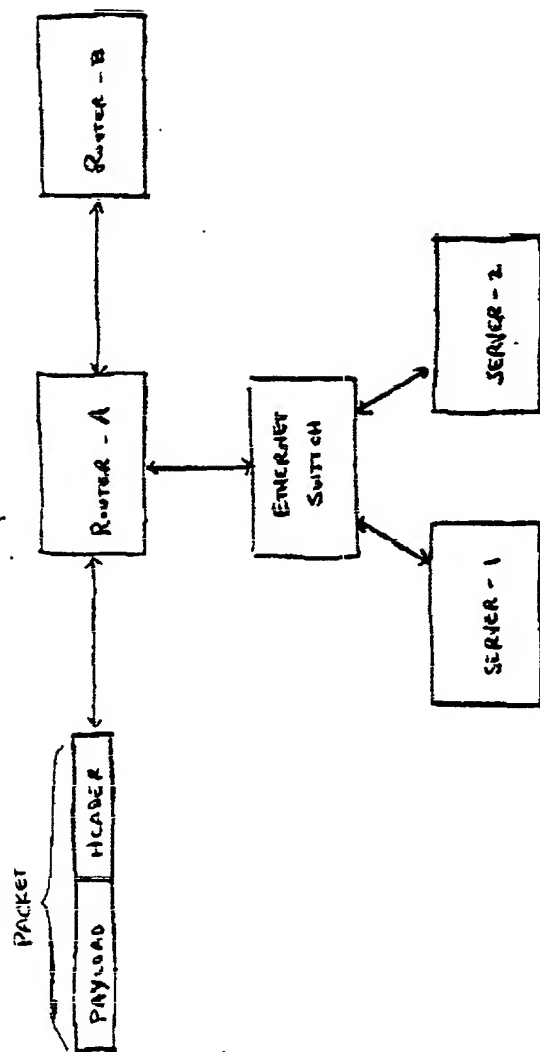 PACKET
PAYLOAD
HEADER
ROUTER - A
ROUTER - B
ETHERNET
SWITCH
SERVER - 1
SERVER - 2